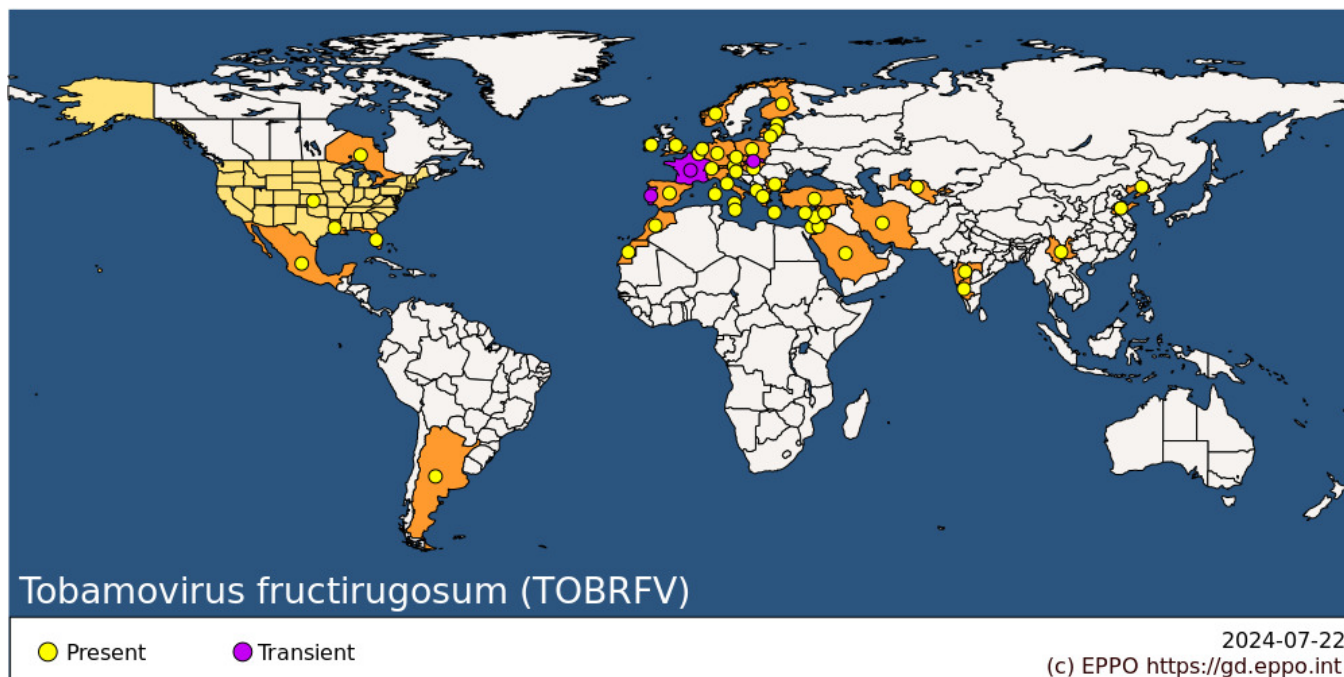 Tobamovirus fructirugosum (TOBRFV)
Present
Transient
2024-07-22
(c) EPPO https://gd.eppo.int